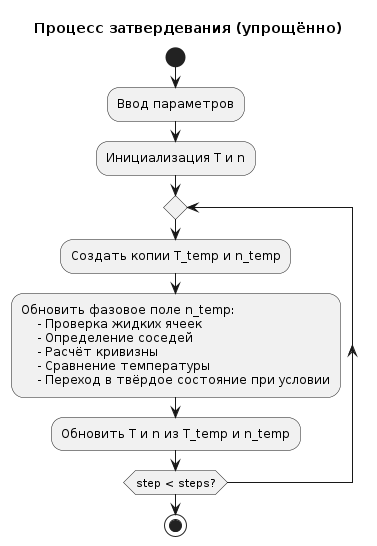 Процесс затвердевания (упрощённо)
Ввод параметров
Инициализация T и n
Создать копии T_temp и n_temp
Обновить фазовое поле n_temp:
- Проверка жидких ячеек
- Определение соседей
- Расчёт кривизны
- Сравнение температуры
- Переход в твёрдое состояние при условии
Обновить T и n из T_temp и n_temp
step < steps?